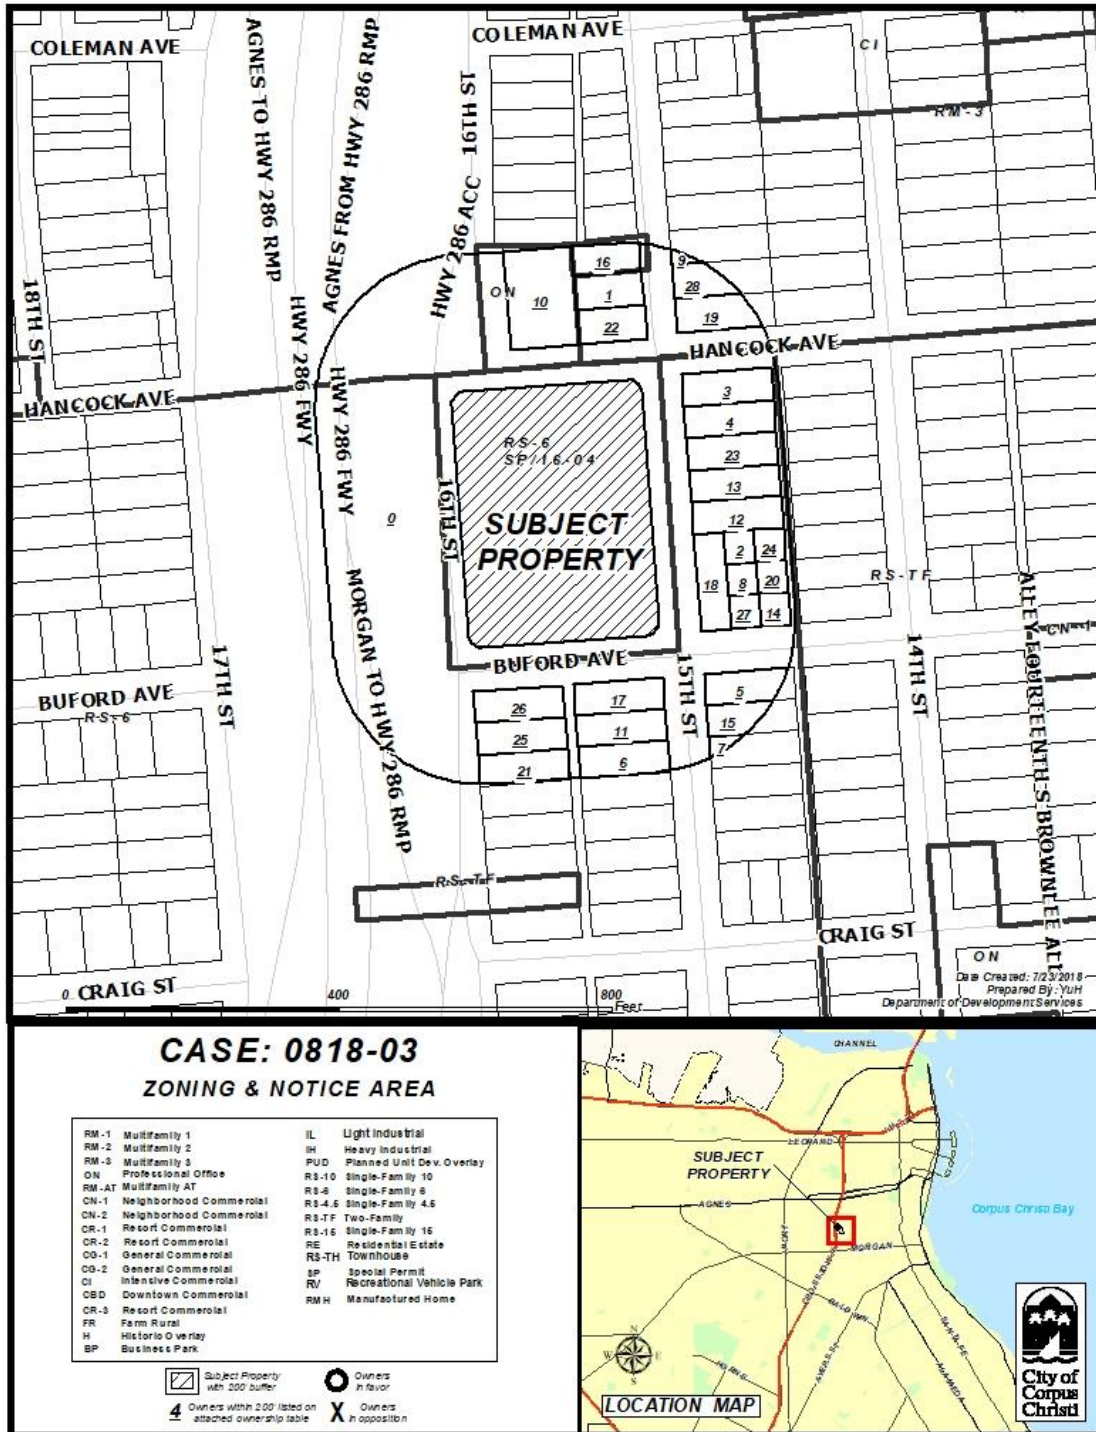 COLEMAN AVE
COLEMAN AVE
CI
RM-3
AGNES TO HWY 286 RMP
AGNES FROM HWY 286 RMP
16TH ST
HWY 286 ACC
18TH ST
ON
10
16
1
22
9
28
19
HANCOCK AVE
HANCOCK AVE
HWY 286 FWY
HWY 286 FWY
RS-6
SP/16-04
16TH ST
0
SUBJECT
PROPERTY
3
4
23
13
12
2
24
18
8
20
27
14
RS-TF
CN-1
ALLEY FOURTEENTH S BROWNLEE ALL
14TH ST
15TH ST
BUFORD AVE
BUFORD AVE
RS-6
17TH ST
MORGAN TO HWY 286 RMP
26
17
5
25
11
15
7
21
6
RS-TF
CRAIG ST
ON
CRAIG ST
0
400
800
Feet
Date Created: 7/23/2018
Prepared By: YuH
Department of Development Services
CASE: 0818-03
ZONING & NOTICE AREA
RM-1 Multifamily 1
RM-2 Multifamily 2
RM-3 Multifamily 3
ON Professional Office
RM-AT Multifamily AT
CN-1 Neighborhood Commercial
CN-2 Neighborhood Commercial
CR-1 Resort Commercial
CR-2 Resort Commercial
CG-1 General Commercial
CG-2 General Commercial
CI Intensive Commercial
CBD Downtown Commercial
CR-3 Resort Commercial
FR Farm Rural
H Historic Overlay
BP Business Park
IL Light Industrial
IH Heavy Industrial
PUD Planned Unit Dev. Overlay
RS-10 Single-Family 10
RS-6 Single-Family 6
RS-4.5 Single-Family 4.5
RS-TF Two-Family
RS-15 Single-Family 15
RE Residential Estate
RS-TH Townhouse
SP Special Permit
RV Recreational Vehicle Park
RMH Manufactured Home
Subject Property
with 200' buffer
Owners
in favor
4 Owners within 200' listed on
attached ownership table
X Owners
in opposition
CHANNEL
LEOPARD
SUBJECT
PROPERTY
AGNES
PORT
MORGAN
Corpus Christi Bay
BALDWIN
SANTA FE
ALAMEDA
AYERS ST
N
W
E
S
LOCATION MAP
City of
Corpus
Christi